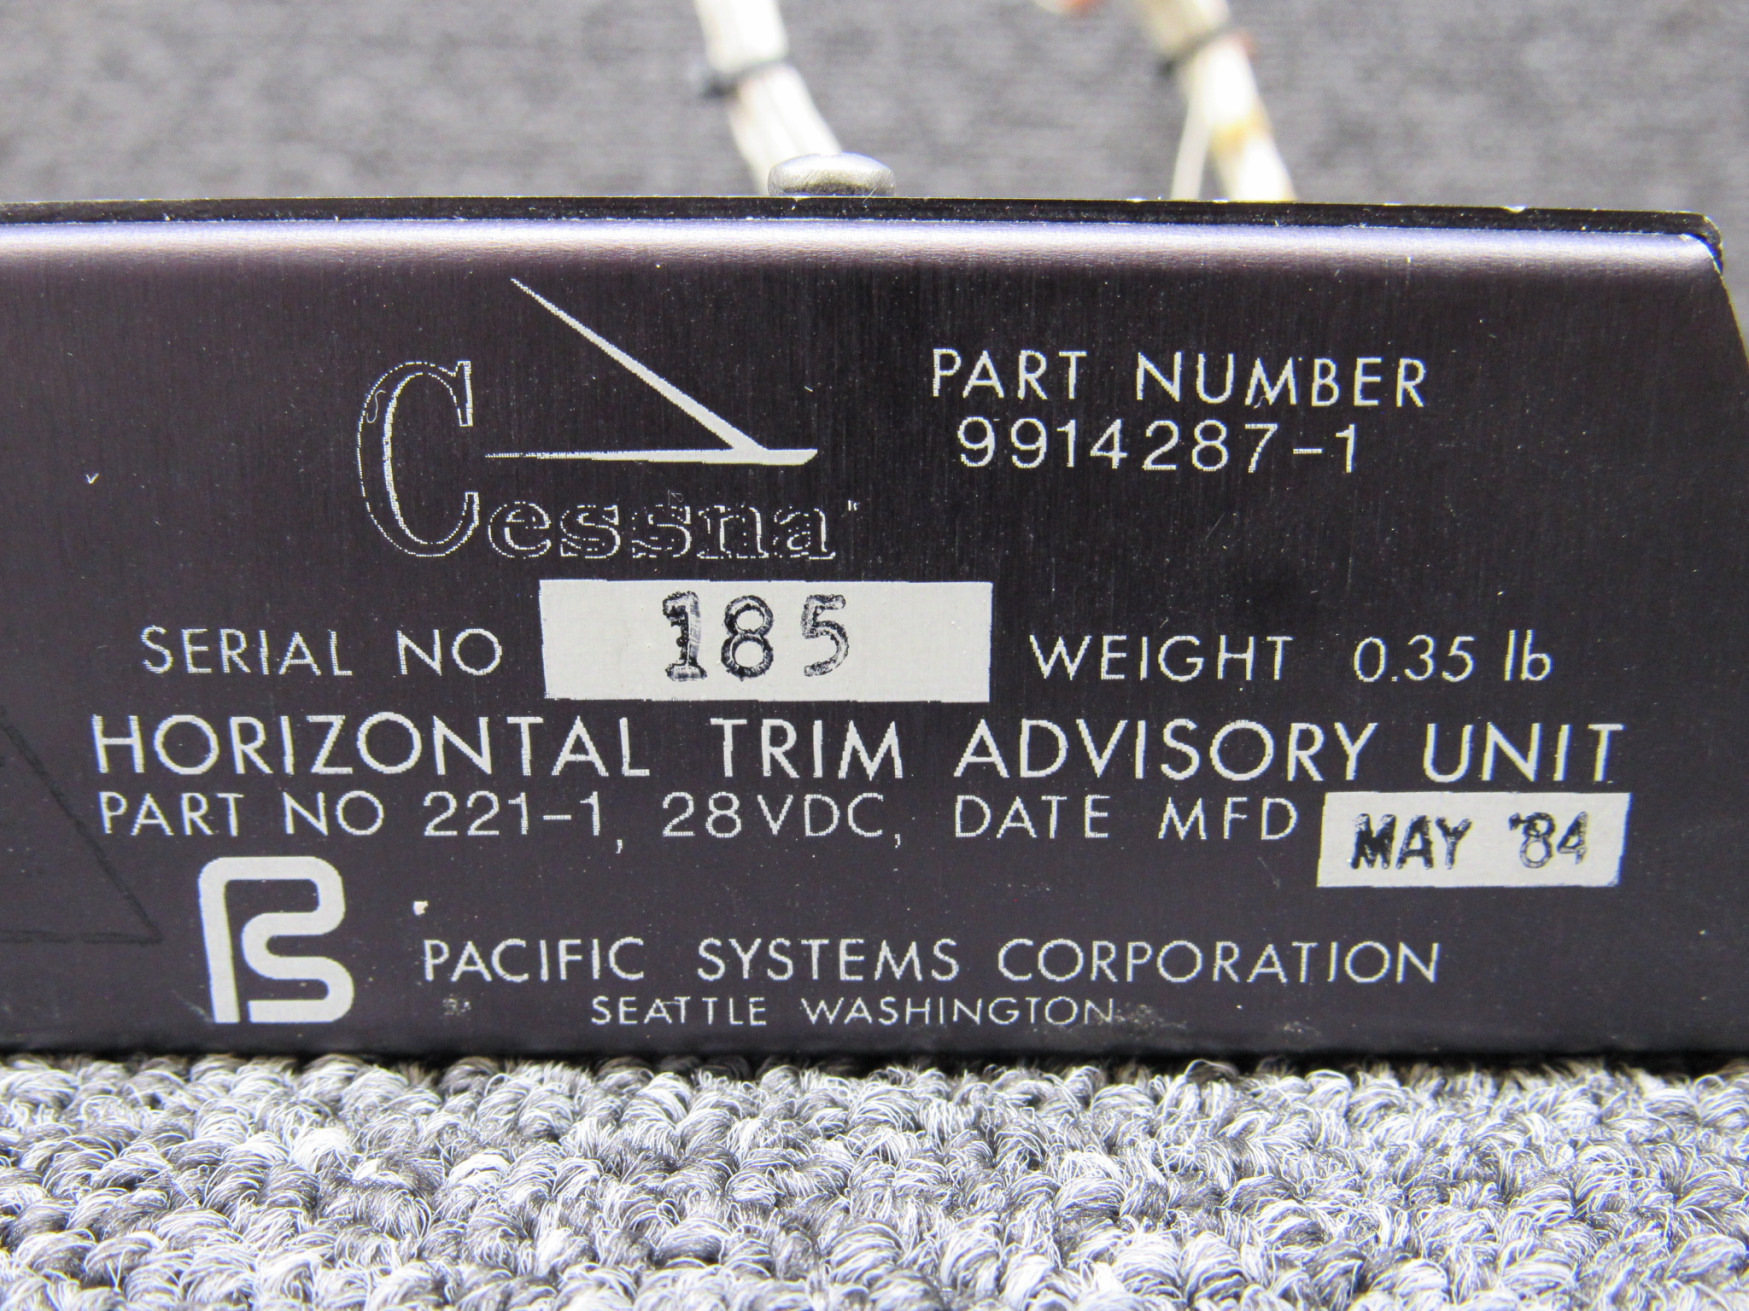 Cessna
PART NUMBER
9914287-1
SERIAL NO 185 WEIGHT 0.35 lb
HORIZONTAL TRIM ADVISORY UNIT
PART NO 221-1, 28VDC, DATE MFD MAY '84
PACIFIC SYSTEMS CORPORATION
SEATTLE WASHINGTON